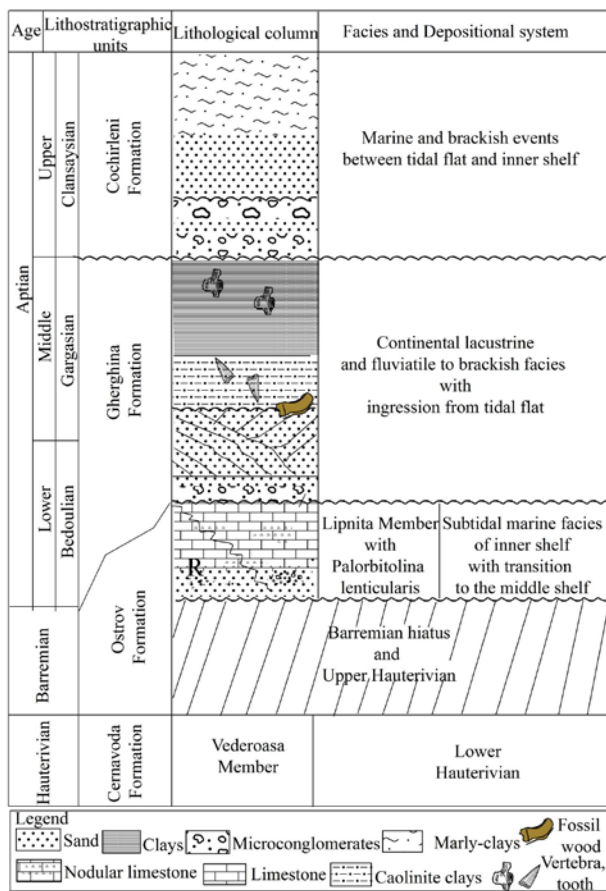 Age
Lithostratigraphic
units
Lithological column
Facies and Depositional system
Aptian
Upper
Clansaysian
Cochirleni
Formation
Marine and brackish events
between tidal flat and inner shelf
Middle
Gargasian
Gherghina
Formation
Continental lacustrine
and fluviatile to brackish facies
with
ingression from tidal flat
Lower
Bedoulian
R
Lipnita Member
with
Palorbitolina
lenticularis
Subtidal marine facies
of inner shelf
with transition
to the middle shelf
Barremian
Ostrov
Formation
Barremian hiatus
and
Upper Hauterivian
Hauterivian
Cernavoda
Formation
Vederoasa
Member
Lower
Hauterivian
Legend
Sand
Clays
Microconglomerates
Marly-clays
Fossil
wood
Nodular limestone
Limestone
Caolinite clays
Vertebra,
tooth